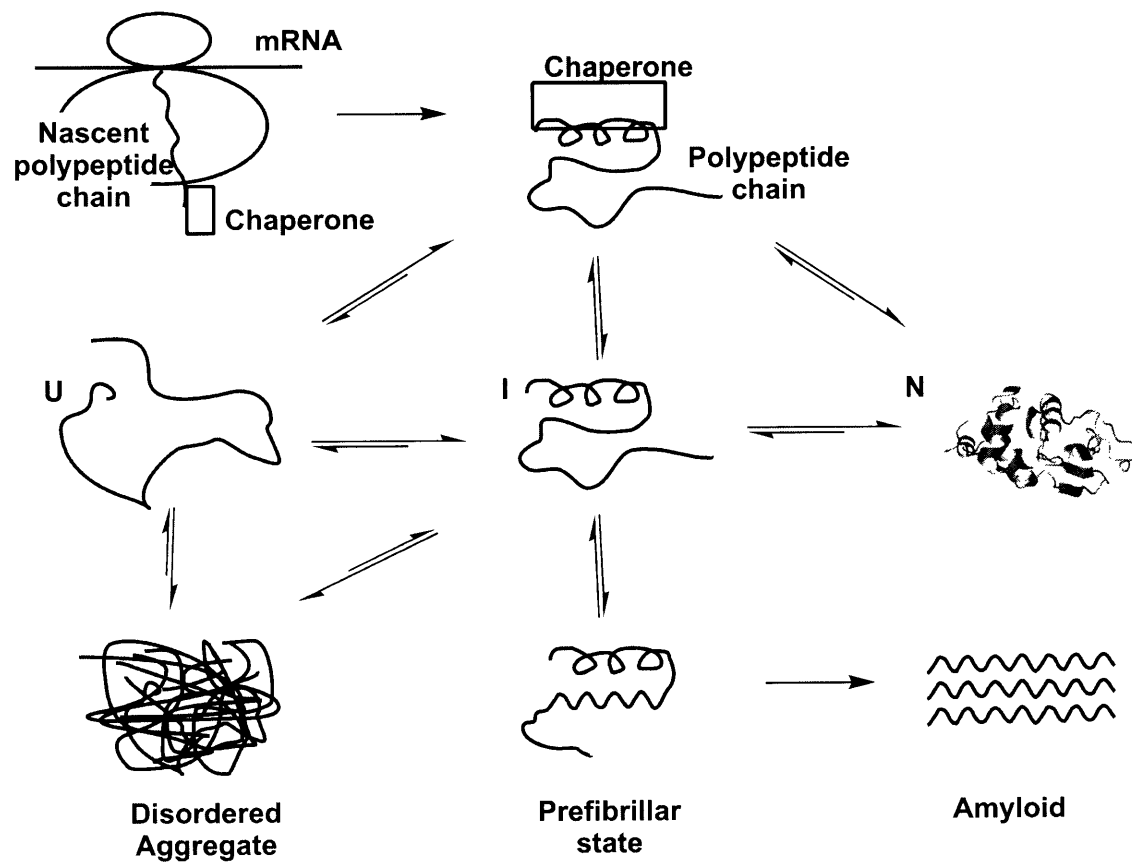 mRNA
Nascent
polypeptide
chain
Chaperone
Chaperone
Polypeptide
chain
U
I
N
Disordered
Aggregate
Prefibrillar
state
Amyloid